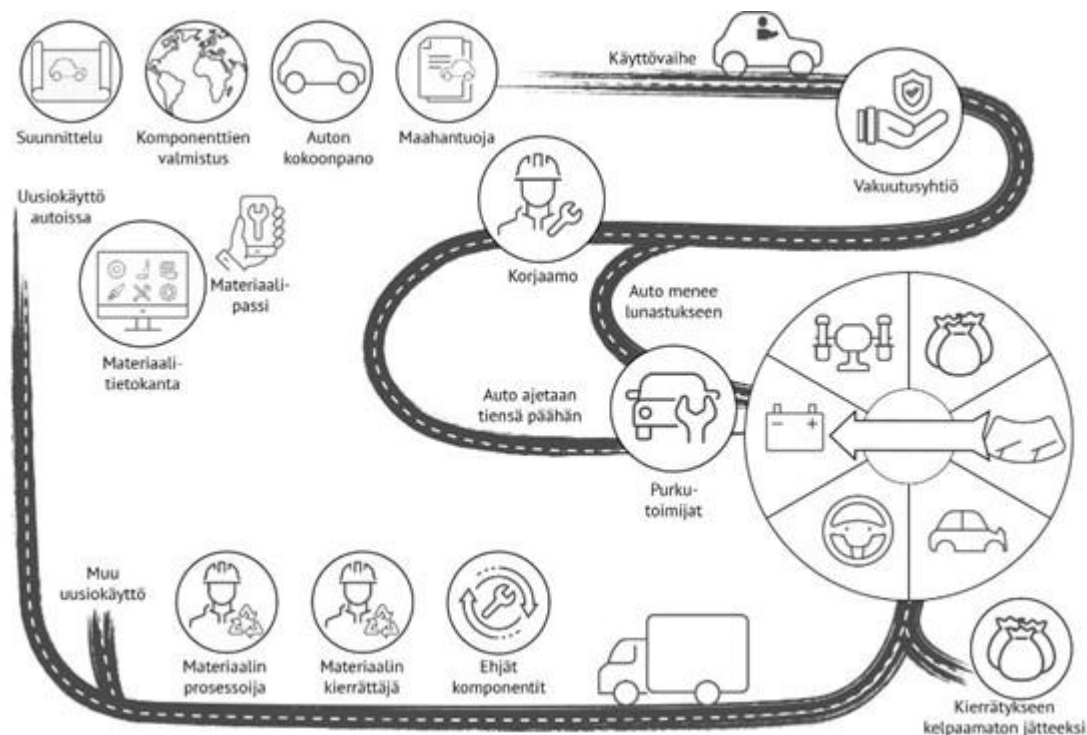 Käyttövaihe
Suunnittelu
Komponenttien
valmistus
Auton
kokoonpano
Maahantuoja
Vakuutusyhtiö
Uusiokäyttö
autoissa
Materiaali-
passi
Materiaali-
tietokanta
Korjaamo
Auto menee
lunastukseen
Auto ajetaan
tiensä päähän
Purku-
toimijat
Muu
uusiokäyttö
Materiaalin
prosessoija
Materiaalin
kierrättäjä
Ehjät
komponentit
Kierrätykseen
kelpaamaton jätteeksi